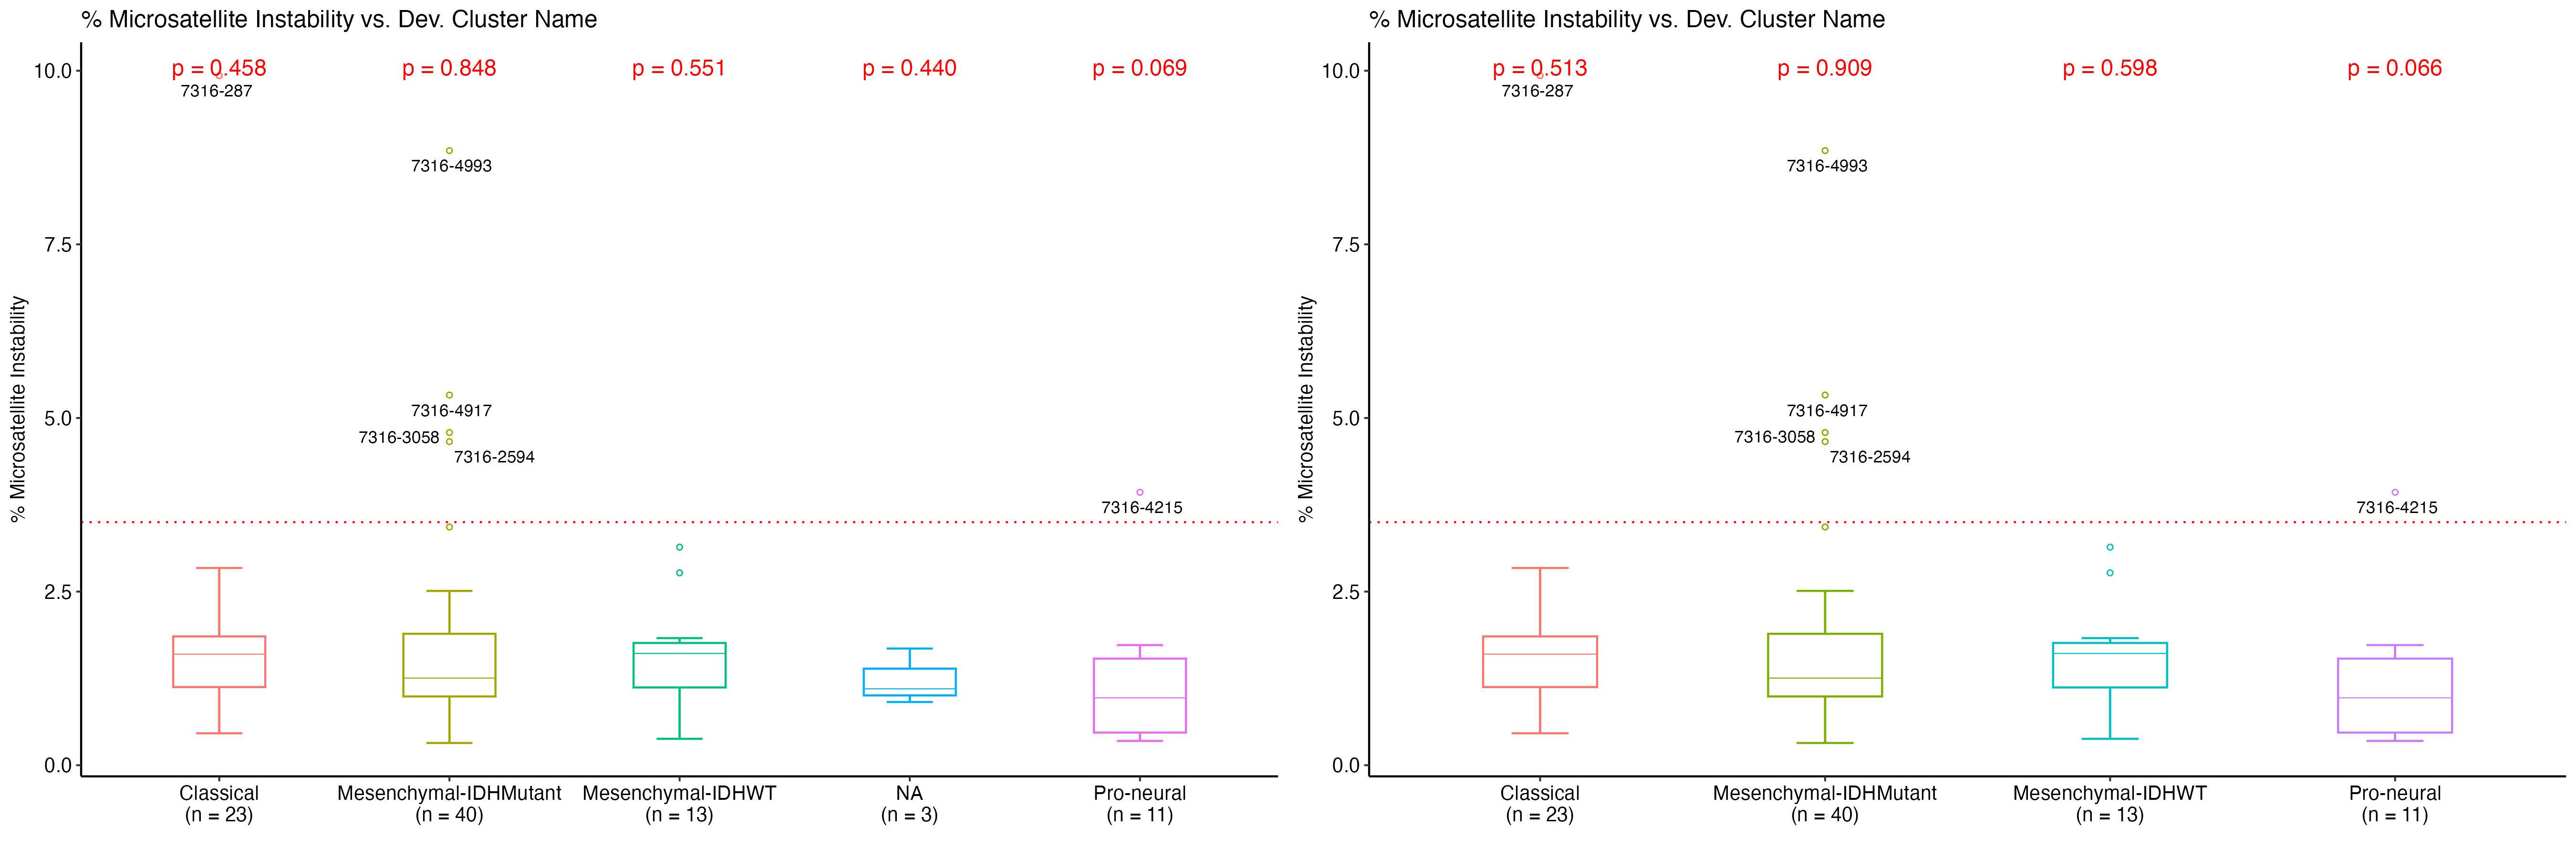 % Microsatellite Instability vs. Dev. Cluster Name
% Microsatellite Instability
10.0
7.5
5.0
2.5
0.0
p = 0.458
p = 0.848
p = 0.551
p = 0.440
p = 0.069
7316-287
7316-4993
7316-4917
7316-3058
7316-2594
7316-4215
Classical
(n = 23)
Mesenchymal-IDHMutant
(n = 40)
Mesenchymal-IDHWT
(n = 13)
NA
(n = 3)
Pro-neural
(n = 11)
% Microsatellite Instability vs. Dev. Cluster Name
% Microsatellite Instability
10.0
7.5
5.0
2.5
0.0
p = 0.513
p = 0.909
p = 0.598
p = 0.066
7316-287
7316-4993
7316-4917
7316-3058
7316-2594
7316-4215
Classical
(n = 23)
Mesenchymal-IDHMutant
(n = 40)
Mesenchymal-IDHWT
(n = 13)
Pro-neural
(n = 11)